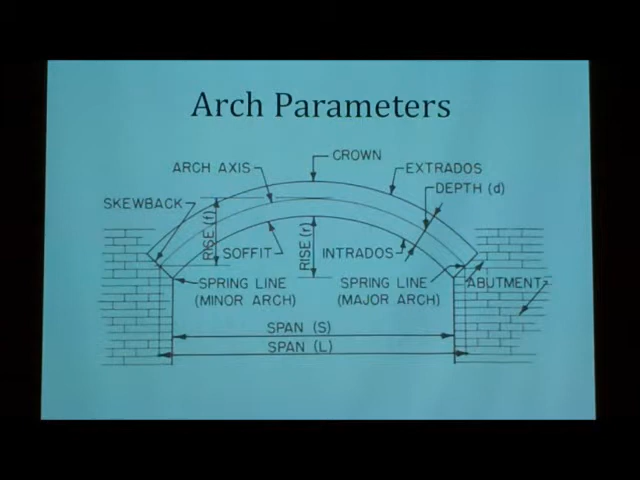 Arch Parameters
CROWN
ARCH AXIS
EXTRADOS
DEPTH (d)
SKEWBACK
RISE (f)
SOFFIT
RISE (r)
INTRADOS
SPRING LINE
(MINOR ARCH)
SPRING LINE
(MAJOR ARCH)
ABUTMENT
SPAN (S)
SPAN (L)